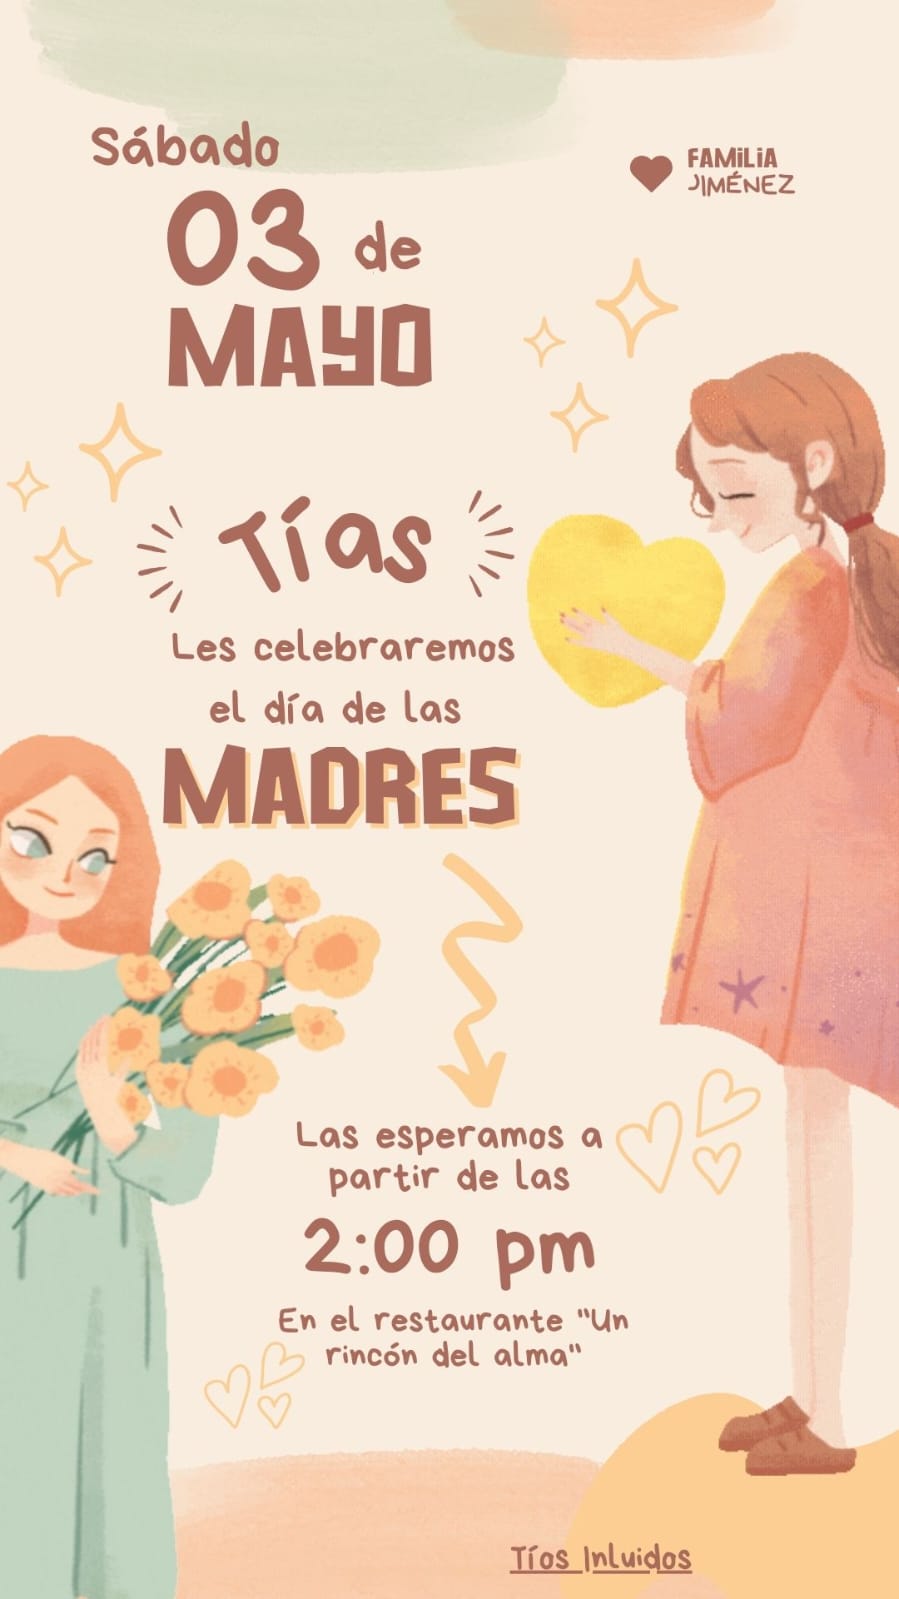 Sábado
03 de
MAYO
FAMILIA
JIMÉNEZ
Tías
Les celebraremos
el día de las
MADRES
Las esperamos a
partir de las
2:00 pm
En el restaurante "Un
rincón del alma"
Tíos Inluidos